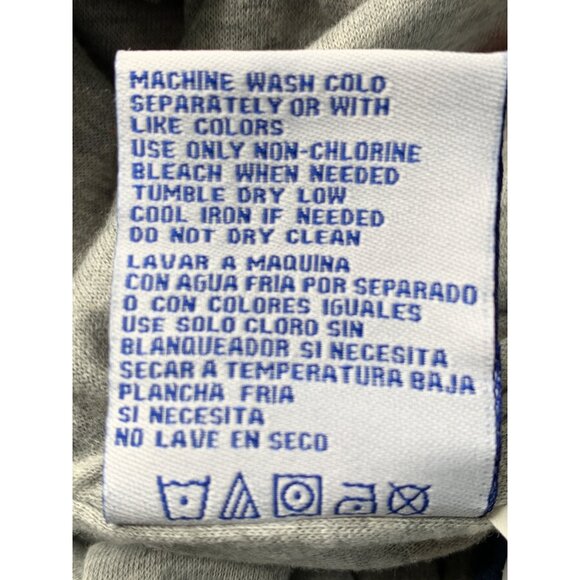 MACHINE WASH COLD
SEPARATELY OR WITH
LIKE COLORS
USE ONLY NON-CHLORINE
BLEACH WHEN NEEDED
TUMBLE DRY LOW
COOL IRON IF NEEDED
DO NOT DRY CLEAN
LAVAR A MAQUINA
CON AGUA FRIA POR SEPARADO
O CON COLORES IGUALES
USE SOLO CLORO SIN
BLANQUEADOR SI NECESITA
SECAR A TEMPERATURA BAJA
PLANCHA FRIA
SI NECESITA
NO LAVE EN SECO